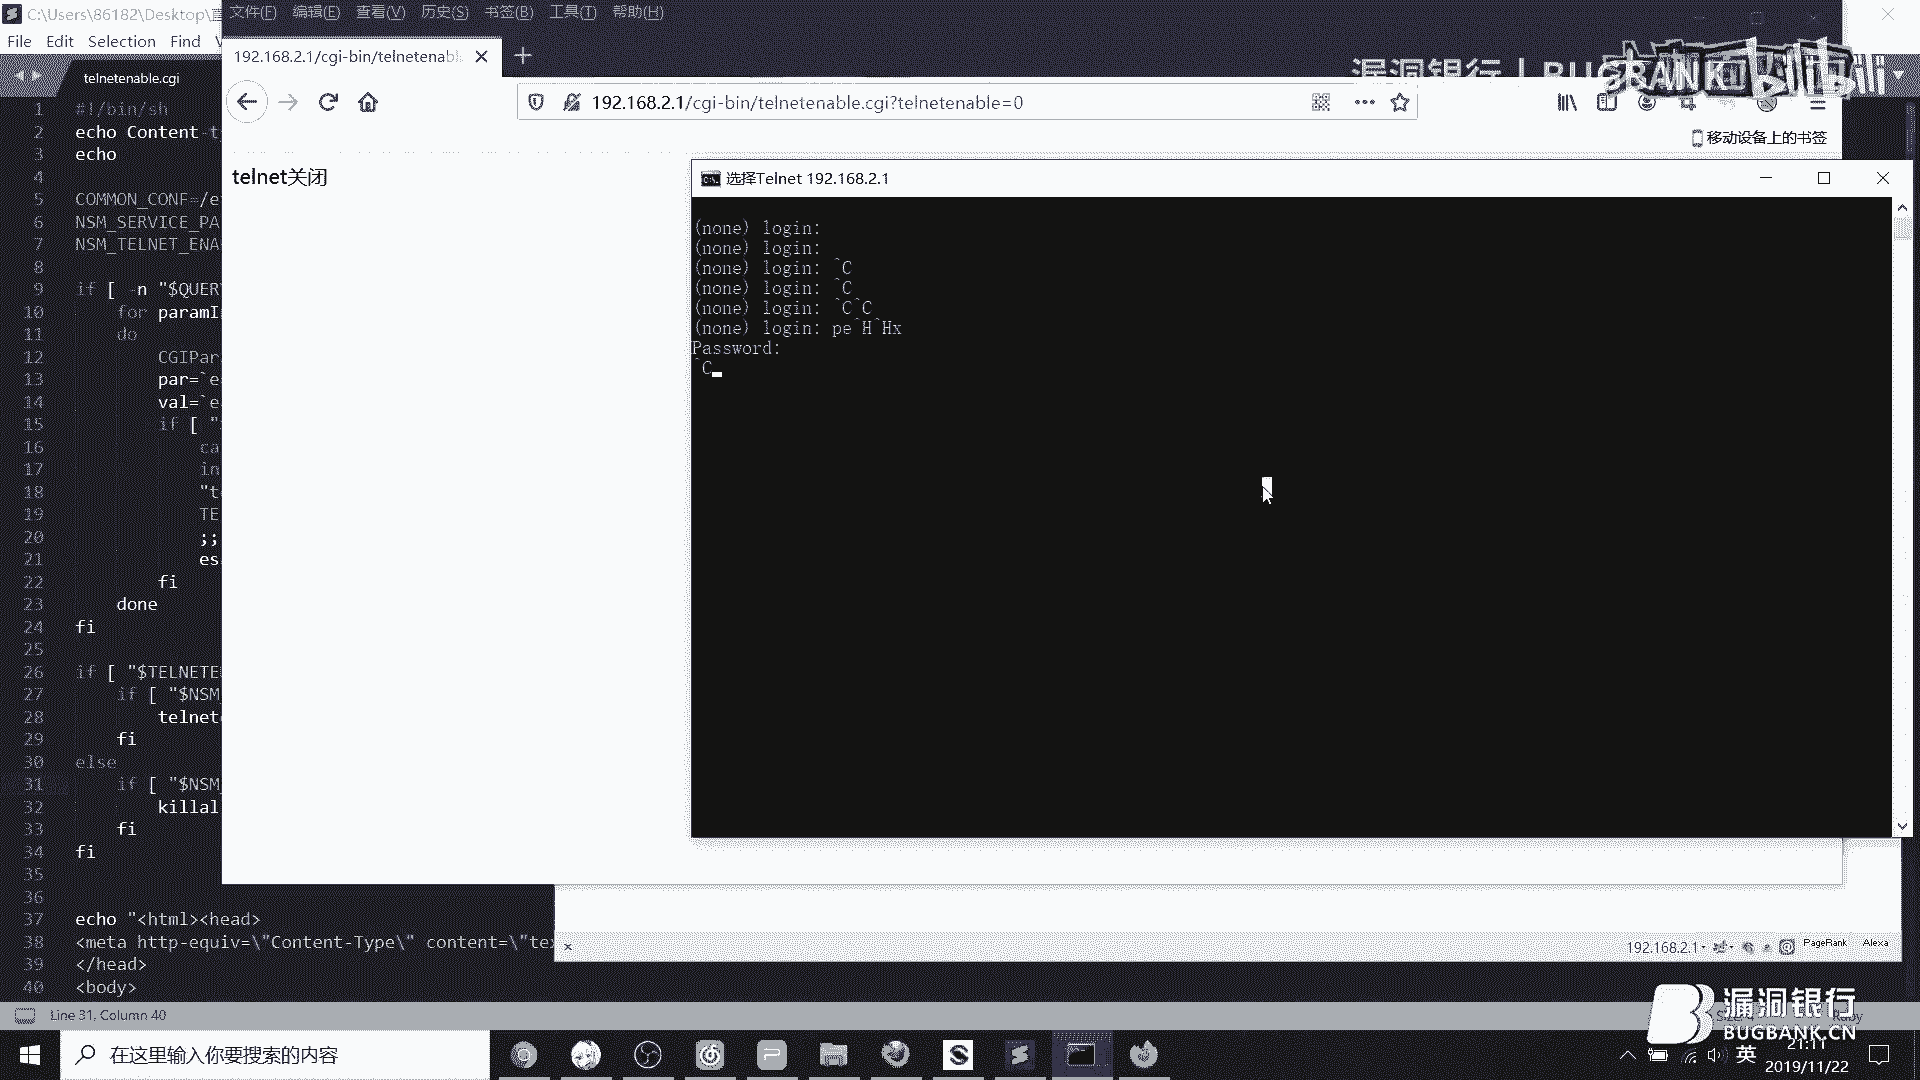 C:\Users\86182\Desktop\
File Edit Selection Find V
telnetenable.cgi
1 #!/bin/sh
2 echo Content-t
3 echo
4
5 COMMON_CONF=/e
6 NSM_SERVICE_PA
7 NSM_TELNET_ENA
8
9 if [ -n "$QUER
10 for paramI
11 do
12 CGIPar
13 par=`e
14 val=`e
15 if [ "
16 ca
17 in
18 "t
19 TE
20 ;;
21 es
22 fi
23 done
24 fi
25
26 if [ "$TELNETE
27 if [ "$NSM
28 telnet
29 fi
30 else
31 if [ "$NSM
32 killal
33 fi
34 fi
35
36
37 echo "<html><head>
38 <meta http-equiv=\"Content-Type\" content=\"te
39 </head>
40 <body>
Line 31, Column 40
文件(F) 编辑(E) 查看(V) 历史(S) 书签(B) 工具(T) 帮助(H)
192.168.2.1/cgi-bin/telnetenabl
漏洞银行 | BUGBANK
bilibili
192.168.2.1/cgi-bin/telnetenable.cgi?telnetenable=0
移动设备上的书签
telnet关闭
选择Telnet 192.168.2.1
(none) login:
(none) login:
(none) login: ^C
(none) login: ^C
(none) login: ^C^C
(none) login: pe^H^Hx
Password:
^C
192.168.2.1
PageRank Alexa
漏洞银行
BUGBANK.CN
在这里输入你要搜索的内容
英
21:11
2019/11/22